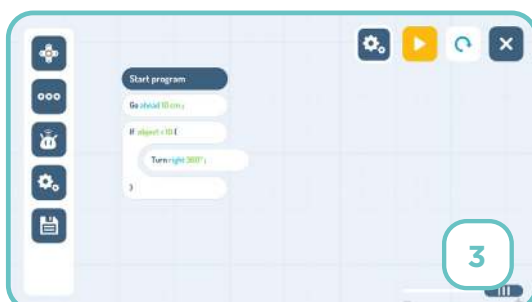 Start program
Go ahead 10 cm ;
If object < 10 {
Turn right 360° ;
}
3